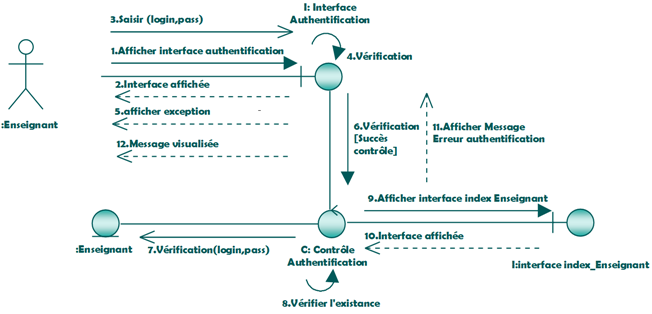 I: Interface
Authentification
3.Saisir (login,pass)
1.Afficher interface authentification
4.Vérification
2.Interface affichée
5.afficher exception
:Enseignant
6.Vérification
[Succès
contrôle]
11.Afficher Message
Erreur authentification
12.Message visualisée
9.Afficher interface index Enseignant
10.Interface affichée
:Enseignant
7.Vérification(login,pass)
C: Contrôle
Authentification
I:interface index_Enseignant
8.Vérifier l'existance